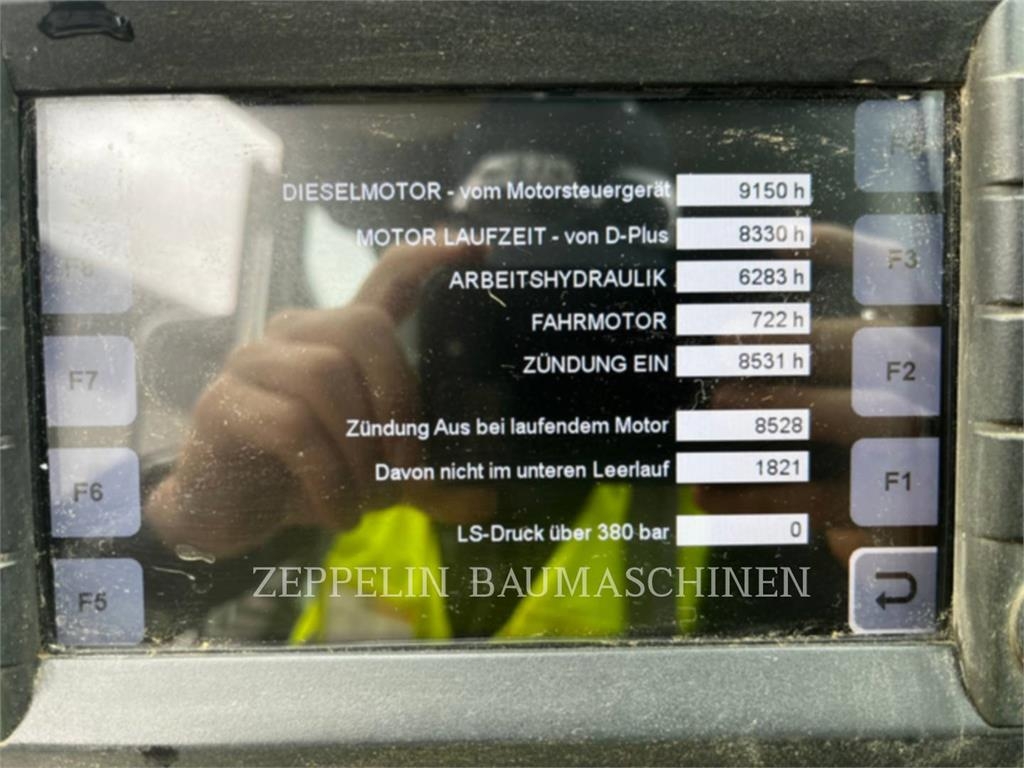 DIESELMOTOR - vom Motorsteuergerät 9150 h
MOTOR LAUFZEIT - von D-Plus 8330 h
F3
F8
ARBEITSHYDRAULIK 6283 h
FAHRMOTOR 722 h
ZÜNDUNG EIN 8531 h
F7
F2
Zündung Aus bei laufendem Motor 8528
Davon nicht im unteren Leerlauf 1821
F6
F1
LS-Druck über 380 bar 0
ZEPPELIN BAUMASCHINEN
F5